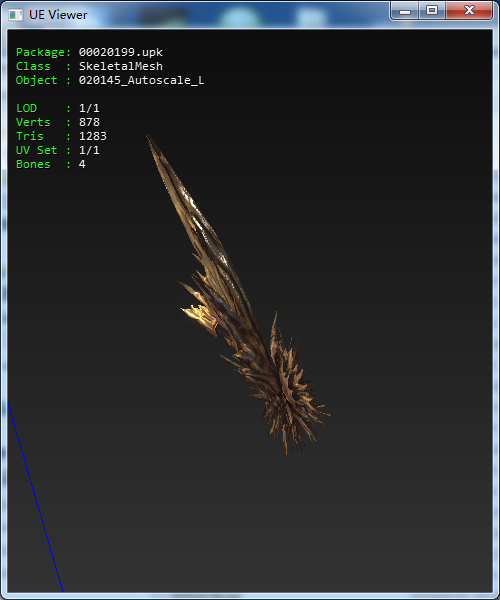 UE Viewer
Package: 00020199.upk
Class : SkeletalMesh
Object : 020145_Autoscale_L
LOD : 1/1
Verts : 878
Tris : 1283
UV Set : 1/1
Bones : 4